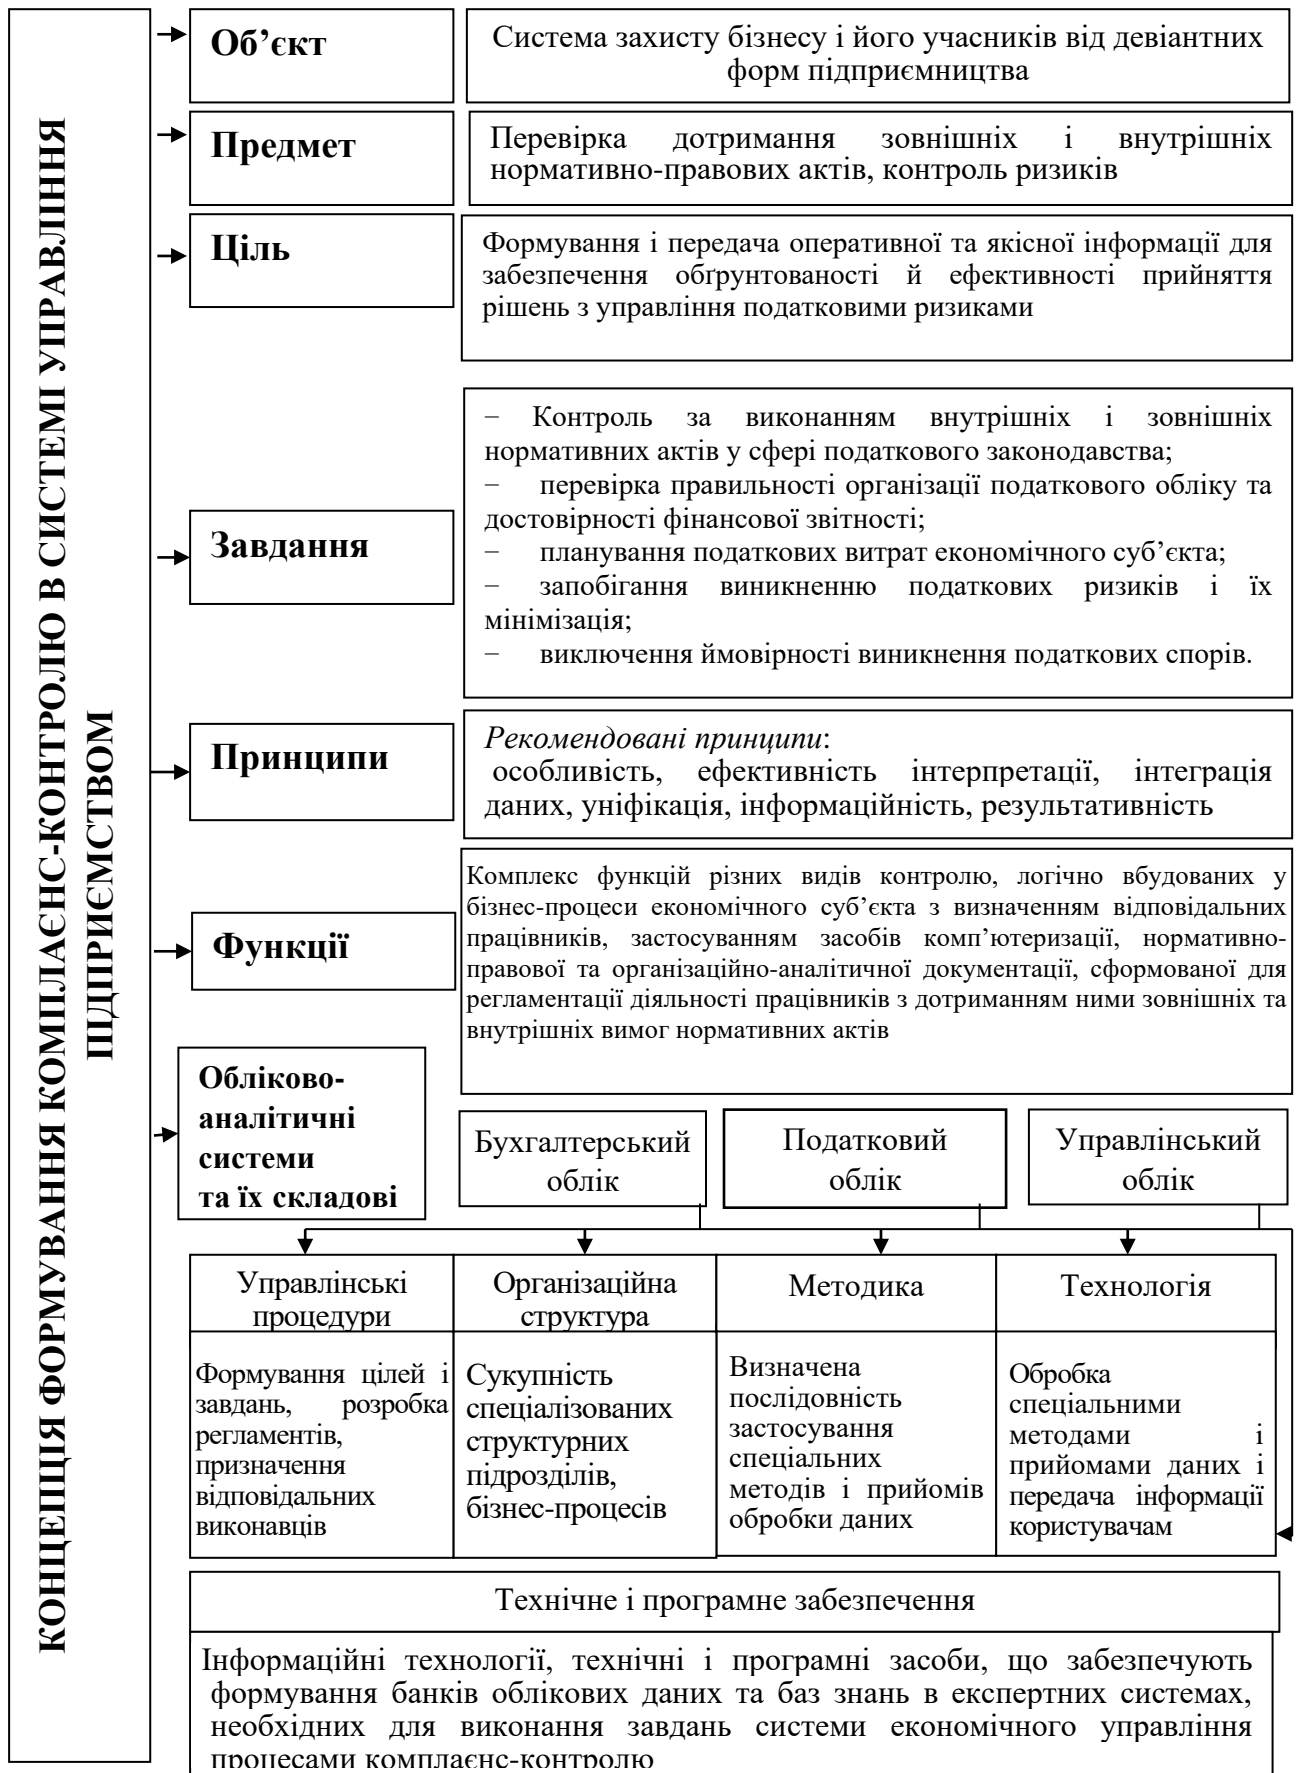 КОНЦЕПЦІЯ ФОРМУВАННЯ КОМПЛАЄНС-КОНТРОЛЮ В СИСТЕМІ УПРАВЛІННЯ
ПІДПРИЄМСТВОМ
Об’єкт
Система захисту бізнесу і його учасників від девіантних
форм підприємництва
Предмет
Перевірка дотримання зовнішніх і внутрішніх
нормативно-правових актів, контроль ризиків
Ціль
Формування і передача оперативної та якісної інформації для
забезпечення обґрунтованості й ефективності прийняття
рішень з управління податковими ризиками
Завдання
− Контроль за виконанням внутрішніх і зовнішніх
нормативних актів у сфері податкового законодавства;
− перевірка правильності організації податкового обліку та
достовірності фінансової звітності;
− планування податкових витрат економічного суб’єкта;
− запобігання виникненню податкових ризиків і їх
мінімізація;
− виключення ймовірності виникнення податкових спорів.
Принципи
Рекомендовані принципи:
особливість, ефективність інтерпретації, інтеграція
даних, уніфікація, інформаційність, результативність
Функції
Комплекс функцій різних видів контролю, логічно вбудованих у
бізнес-процеси економічного суб’єкта з визначенням відповідальних
працівників, застосуванням засобів комп’ютеризації, нормативно-
правової та організаційно-аналітичної документації, сформованої для
регламентації діяльності працівників з дотриманням ними зовнішніх та
внутрішніх вимог нормативних актів
Обліково-
аналітичні
системи
та їх складові
Бухгалтерський
облік
Податковий
облік
Управлінський
облік
Управлінські
процедури
Організаційна
структура
Методика
Технологія
Формування цілей і
завдань, розробка
регламентів,
призначення
відповідальних
виконавців
Сукупність
спеціалізованих
структурних
підрозділів,
бізнес-процесів
Визначена
послідовність
застосування
спеціальних
методів і прийомів
обробки даних
Обробка
спеціальними
методами і
прийомами даних і
передача інформації
користувачам
Технічне і програмне забезпечення
Інформаційні технології, технічні і програмні засоби, що забезпечують
формування банків облікових даних та баз знань в експертних системах,
необхідних для виконання завдань системи економічного управління
процесами комплаєнс-контролю